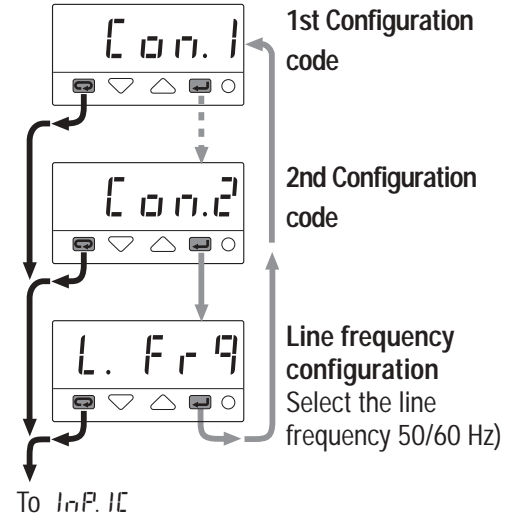 Con.1
1st Configuration
code
Con.2
2nd Configuration
code
L. Frq
Line frequency
configuration
Select the line
frequency 50/60 Hz)
To InP. IC